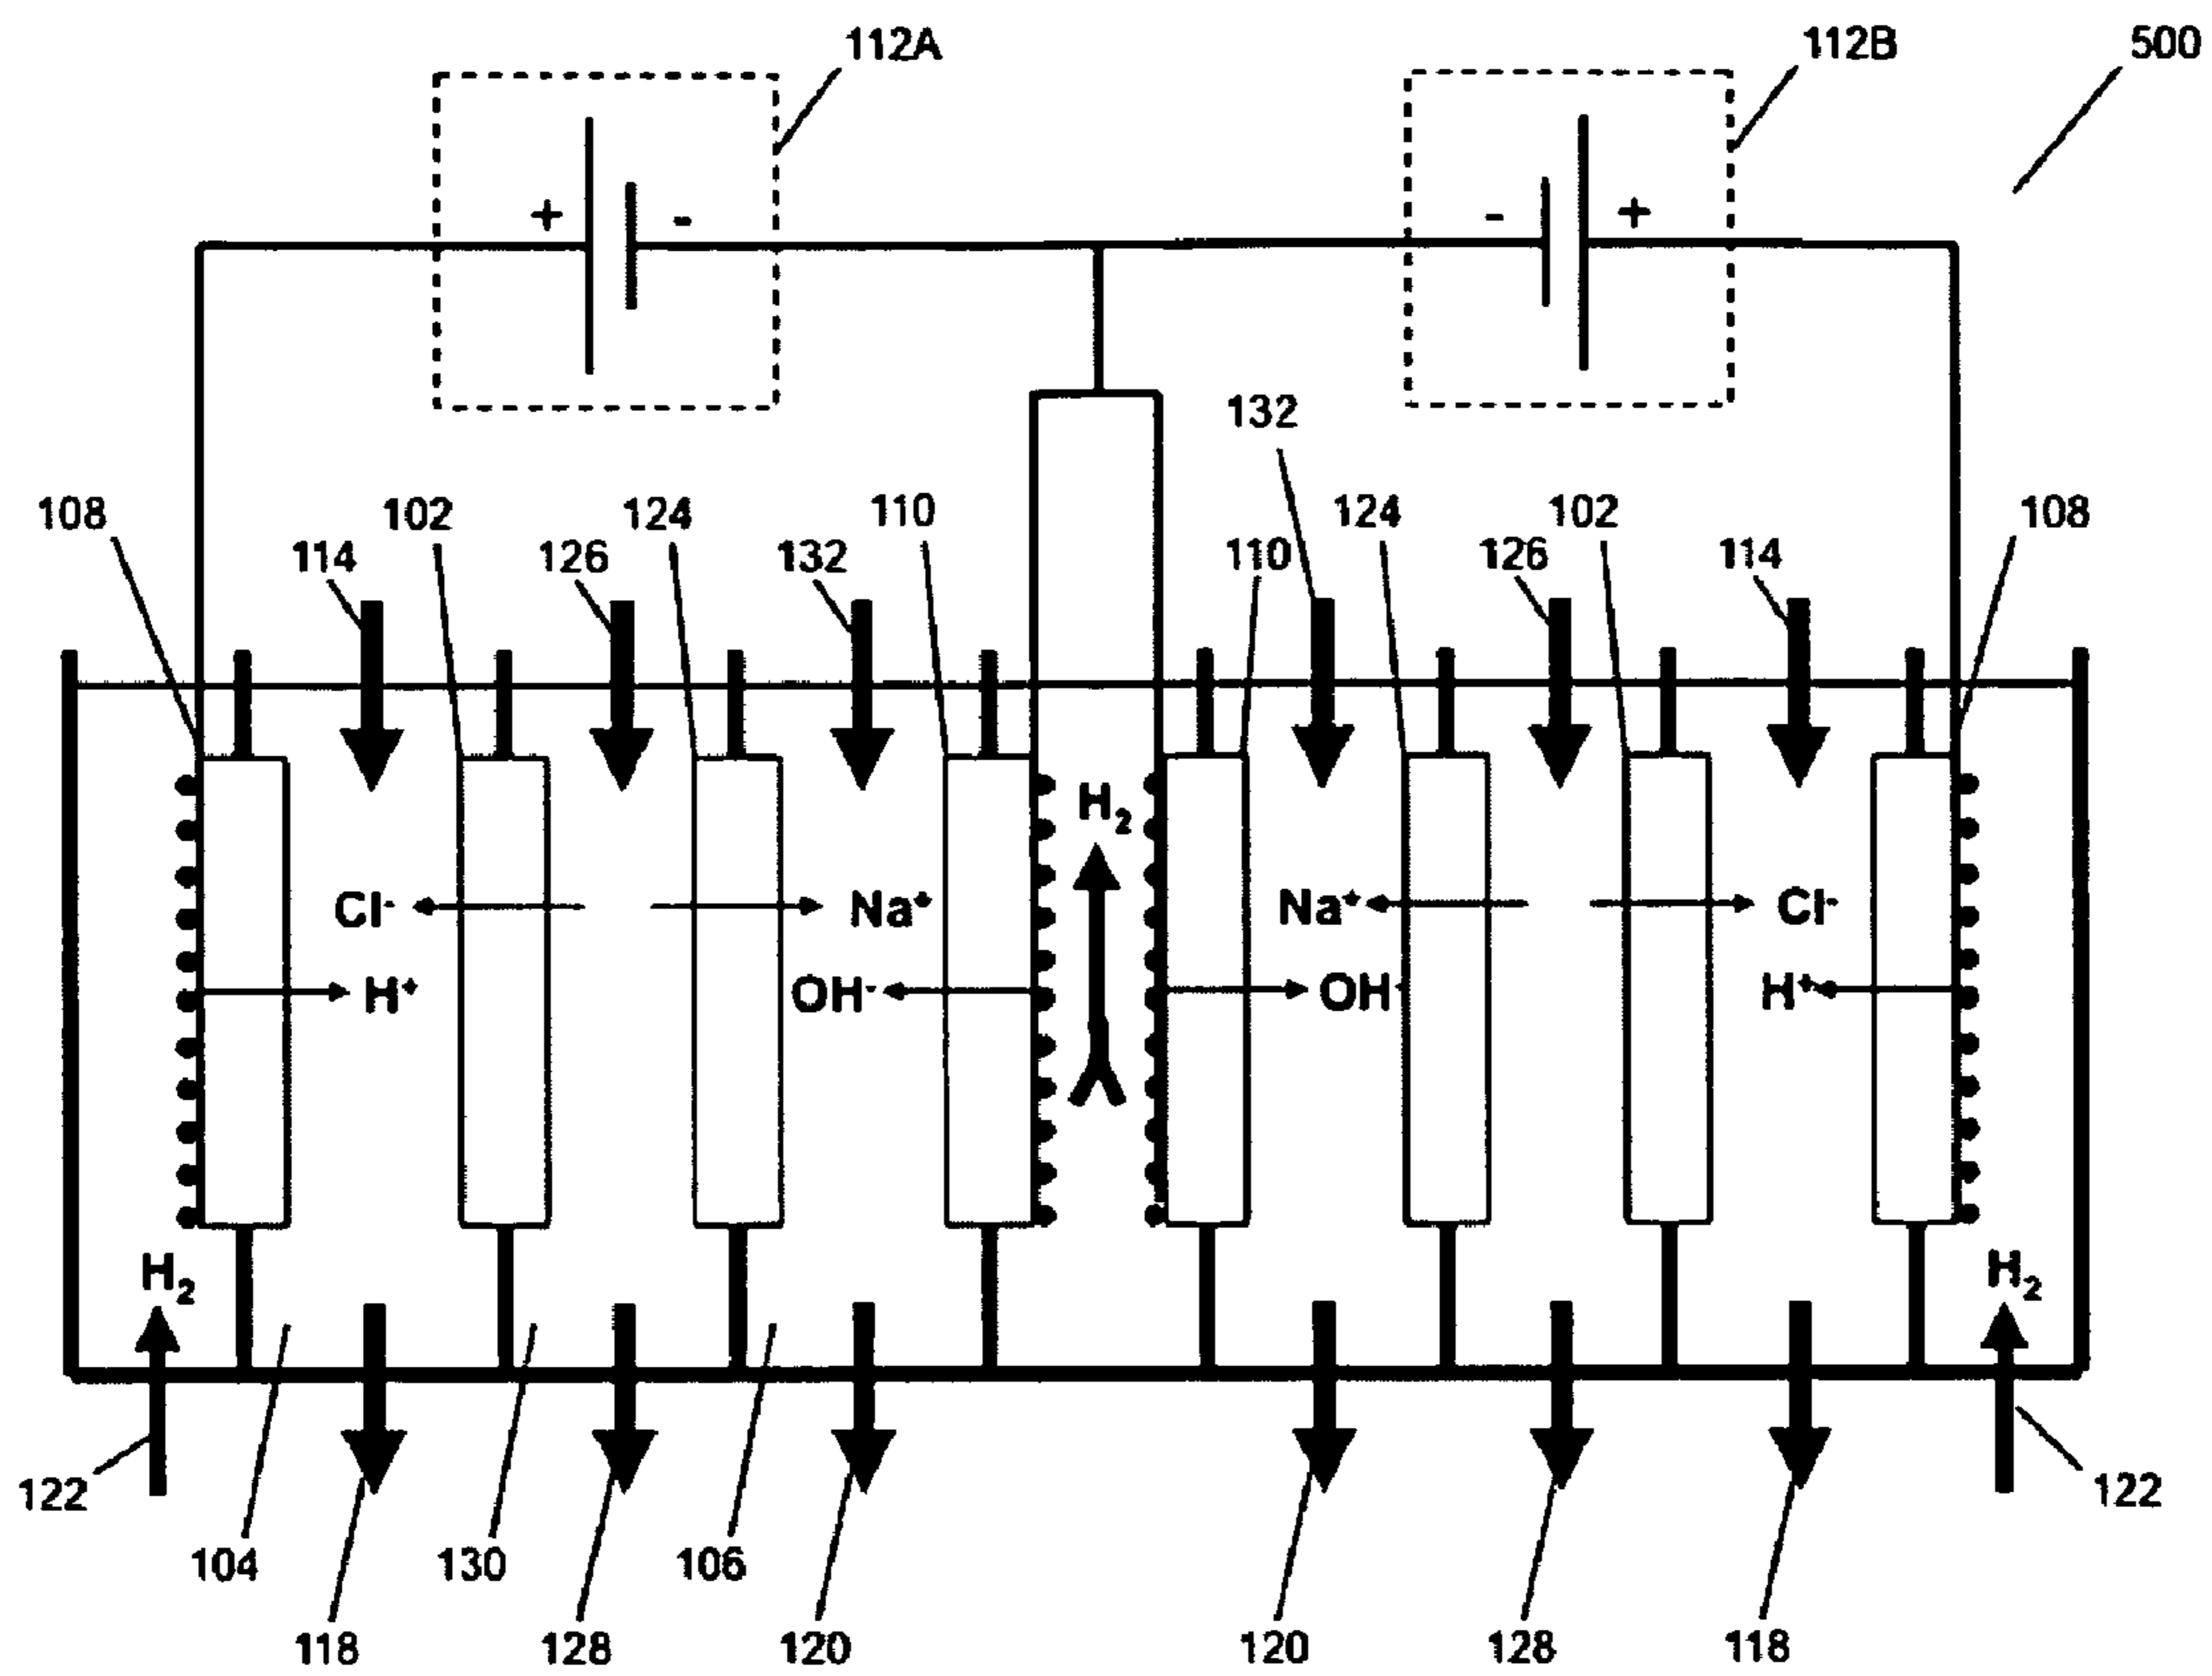 112A 112B 500
+ - - +
132
108 102 124 110 124 102 108
114 126 132 110 126 114
H2
Cl- Na+ Na+ Cl-
H+ OH- OH- H+
H2 H2
122 122
104 130 106
118 128 120 120 128 118